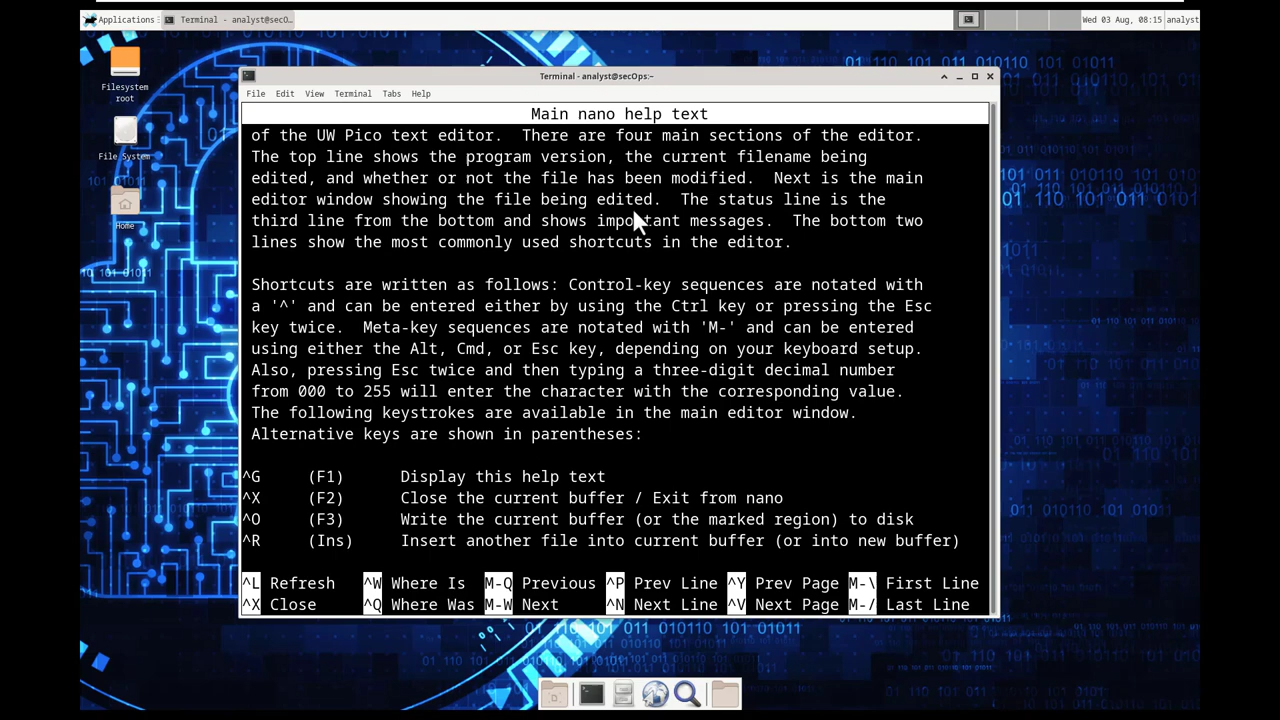 Applications
Terminal - analyst@secO...
Wed 03 Aug, 08:15
analyst
Filesystem
root
File System
Home
Terminal - analyst@secOps:~
File Edit View Terminal Tabs Help
Main nano help text
of the UW Pico text editor.  There are four main sections of the editor.
The top line shows the program version, the current filename being
edited, and whether or not the file has been modified.  Next is the main
editor window showing the file being edited.  The status line is the
third line from the bottom and shows important messages.  The bottom two
lines show the most commonly used shortcuts in the editor.
Shortcuts are written as follows: Control-key sequences are notated with
a '^' and can be entered either by using the Ctrl key or pressing the Esc
key twice.  Meta-key sequences are notated with 'M-' and can be entered
using either the Alt, Cmd, or Esc key, depending on your keyboard setup.
Also, pressing Esc twice and then typing a three-digit decimal number
from 000 to 255 will enter the character with the corresponding value.
The following keystrokes are available in the main editor window.
Alternative keys are shown in parentheses:
^G (F1) Display this help text
^X (F2) Close the current buffer / Exit from nano
^O (F3) Write the current buffer (or the marked region) to disk
^R (Ins) Insert another file into current buffer (or into new buffer)
^L Refresh ^W Where Is M-Q Previous ^P Prev Line ^Y Prev Page M-\ First Line
^X Close ^Q Where Was M-W Next ^N Next Line ^V Next Page M-/ Last Line